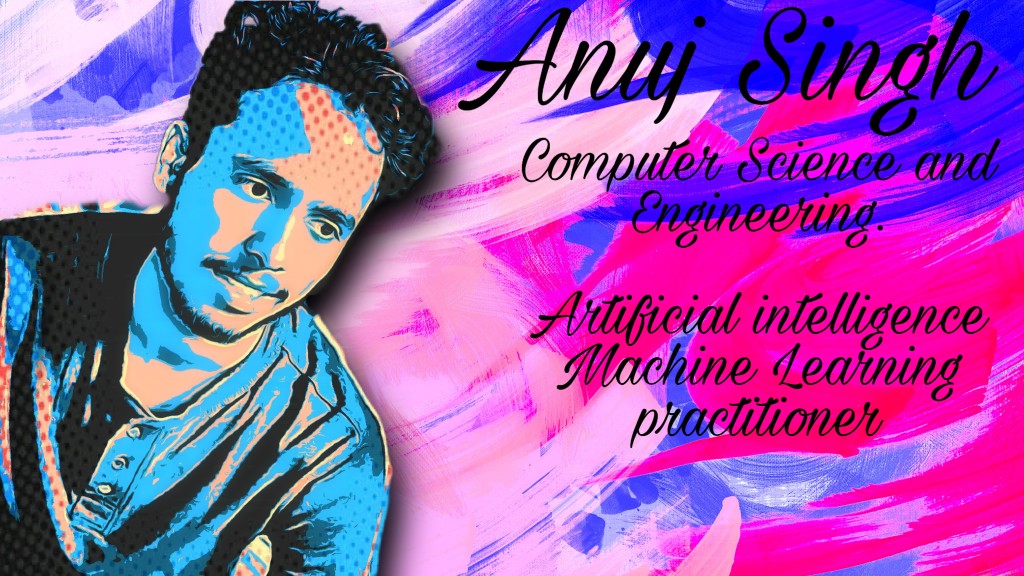 Anuj Singh
Computer Science and
Engineering.
Artificial intelligence
Machine Learning
practitioner